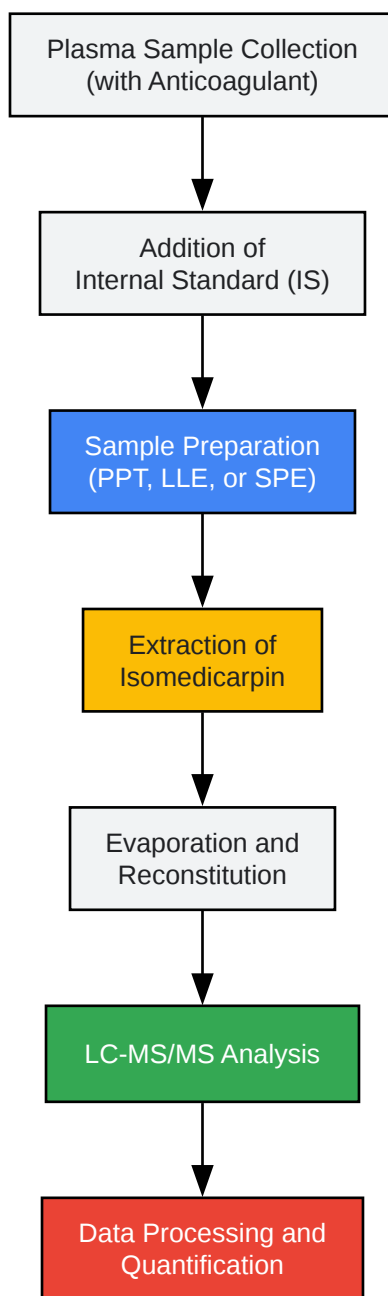 Plasma Sample Collection
(with Anticoagulant)
Addition of
Internal Standard (IS)
Sample Preparation
(PPT, LLE, or SPE)
Extraction of
Isomedicarpin
Evaporation and
Reconstitution
LC-MS/MS Analysis
Data Processing and
Quantification